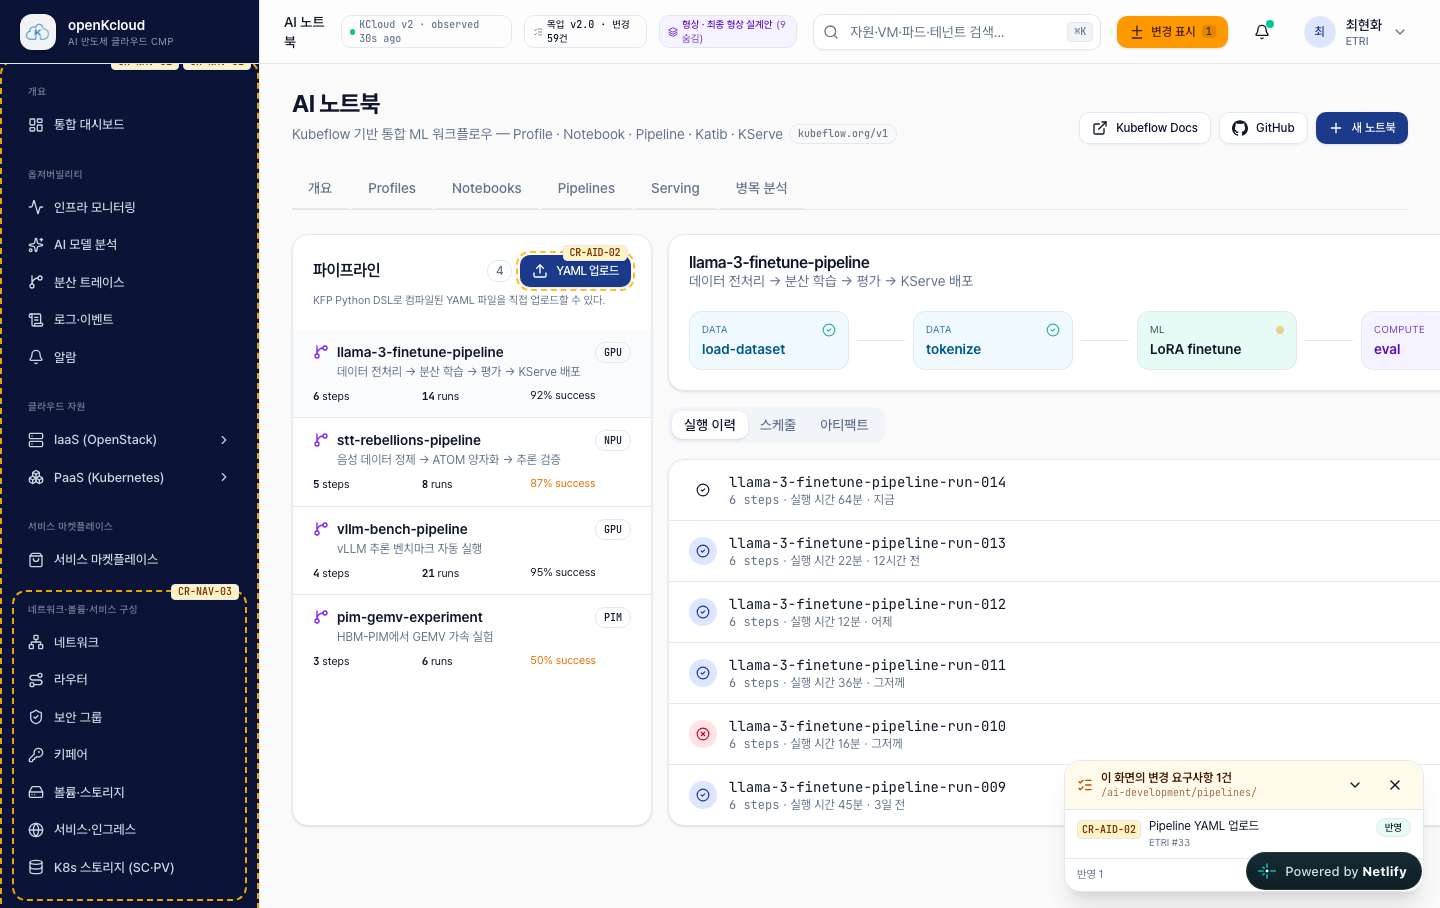 openKcloud
AI 반도체 클라우드 CMP
개요
통합 대시보드
옵저버빌리티
인프라 모니터링
AI 모델 분석
분산 트레이스
로그·이벤트
알람
클라우드 자원
IaaS (OpenStack)
PaaS (Kubernetes)
서비스 마켓플레이스
서비스 마켓플레이스
CR-NAV-03
네트워크·볼륨·서비스 구성
네트워크
라우터
보안 그룹
키페어
볼륨·스토리지
서비스·인그레스
K8s 스토리지 (SC·PV)
AI 노트북
KCloud v2 · observed 30s ago
목업 v2.0 · 변경 59건
형상 · 최종 형상 설계안 (9 숨김)
자원·VM·파드·테넌트 검색...
⌘K
변경 표시 1
최
최현화
ETRI
AI 노트북
Kubeflow 기반 통합 ML 워크플로우 — Profile · Notebook · Pipeline · Katib · KServe
kubeflow.org/v1
Kubeflow Docs
GitHub
새 노트북
개요
Profiles
Notebooks
Pipelines
Serving
병목 분석
파이프라인
4
CR-AID-02
YAML 업로드
KFP Python DSL로 컴파일된 YAML 파일을 직접 업로드할 수 있다.
llama-3-finetune-pipeline
GPU
데이터 전처리 → 분산 학습 → 평가 → KServe 배포
6 steps
14 runs
92% success
stt-rebellions-pipeline
NPU
음성 데이터 정제 → ATOM 양자화 → 추론 검증
5 steps
8 runs
87% success
vllm-bench-pipeline
GPU
vLLM 추론 벤치마크 자동 실행
4 steps
21 runs
95% success
pim-gemv-experiment
PIM
HBM-PIM에서 GEMV 가속 실험
3 steps
6 runs
50% success
llama-3-finetune-pipeline
데이터 전처리 → 분산 학습 → 평가 → KServe 배포
DATA
load-dataset
DATA
tokenize
ML
LoRA finetune
COMPUTE
eval
실행 이력
스케줄
아티팩트
llama-3-finetune-pipeline-run-014
6 steps · 실행 시간 64분 · 지금
llama-3-finetune-pipeline-run-013
6 steps · 실행 시간 22분 · 12시간 전
llama-3-finetune-pipeline-run-012
6 steps · 실행 시간 12분 · 어제
llama-3-finetune-pipeline-run-011
6 steps · 실행 시간 36분 · 그저께
llama-3-finetune-pipeline-run-010
6 steps · 실행 시간 16분 · 그저께
llama-3-finetune-pipeline-run-009
6 steps · 실행 시간 45분 · 3일 전
이 화면의 변경 요구사항 1건
/ai-development/pipelines/
CR-AID-02
Pipeline YAML 업로드
반영
ETRI #33
반영 1
Powered by Netlify